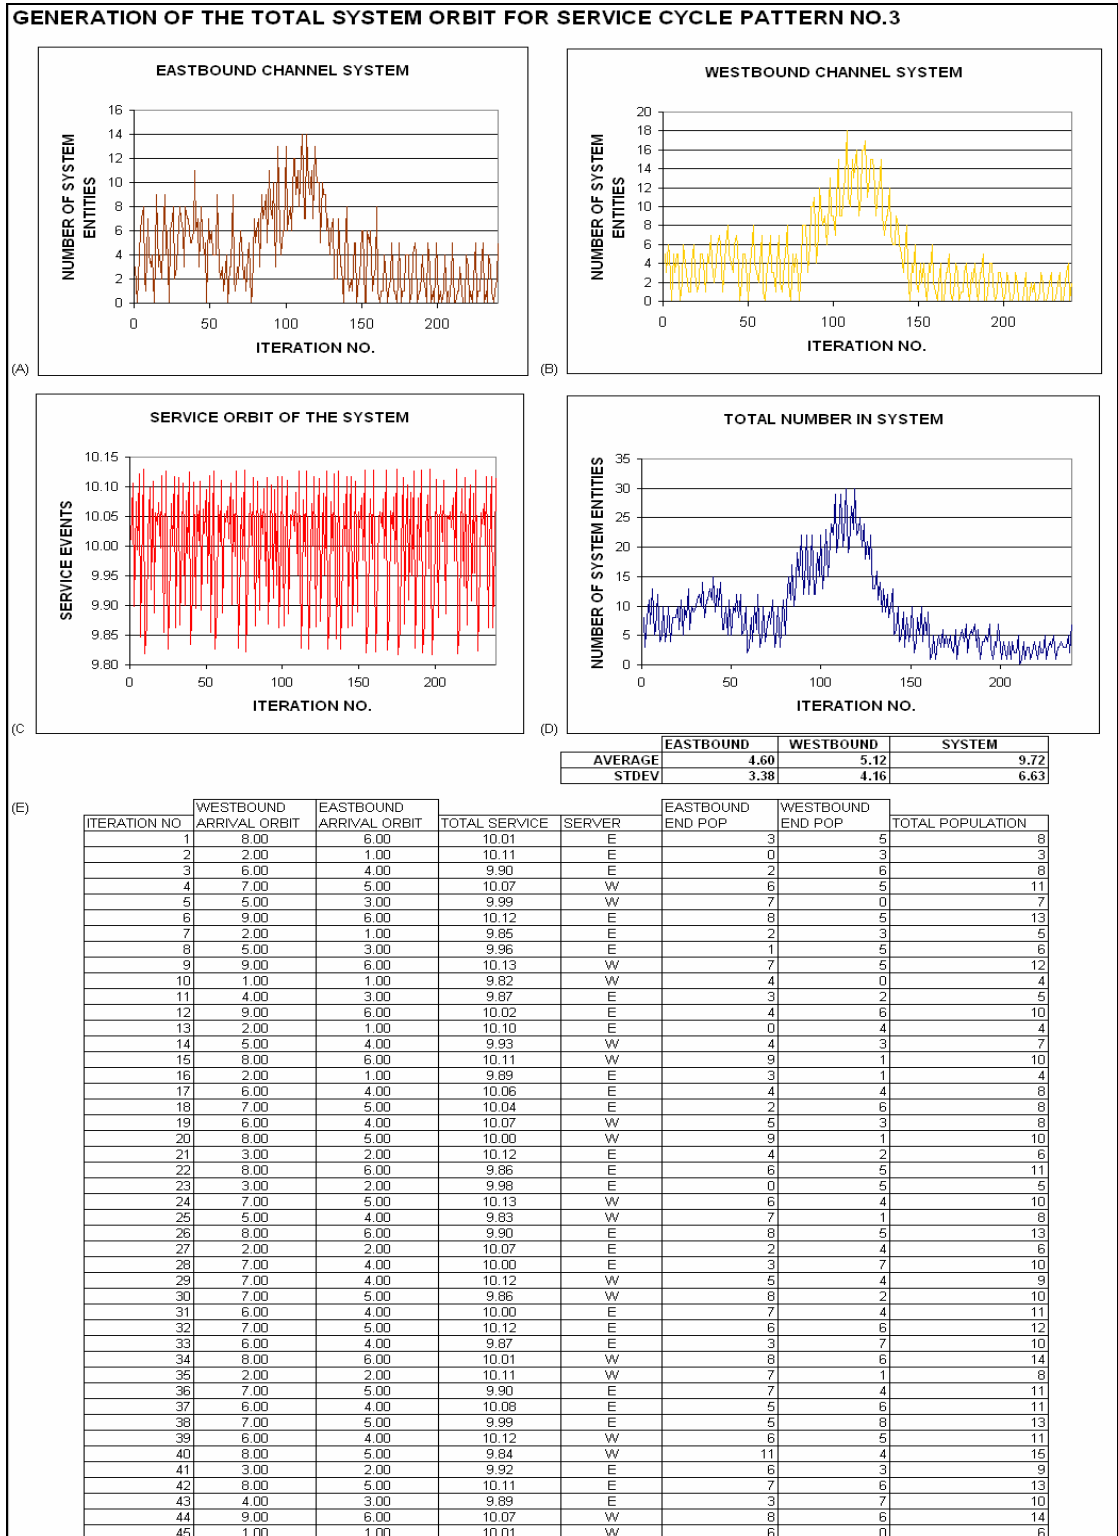 GENERATION OF THE TOTAL SYSTEM ORBIT FOR SERVICE CYCLE PATTERN NO.3
EASTBOUND CHANNEL SYSTEM
NUMBER OF SYSTEM
ENTITIES
16
14
12
10
8
6
4
2
0
0 50 100 150 200
ITERATION NO.
(A)
WESTBOUND CHANNEL SYSTEM
NUMBER OF SYSTEM
ENTITIES
20
18
16
14
12
10
8
6
4
2
0
0 50 100 150 200
ITERATION NO.
(B)
SERVICE ORBIT OF THE SYSTEM
SERVICE EVENTS
10.15
10.10
10.05
10.00
9.95
9.90
9.85
9.80
0 50 100 150 200
ITERATION NO.
(C
TOTAL NUMBER IN SYSTEM
NUMBER OF SYSTEM ENTITIES
35
30
25
20
15
10
5
0
0 50 100 150 200
ITERATION NO.
(D)
EASTBOUND WESTBOUND SYSTEM
AVERAGE 4.60 5.12 9.72
STDEV 3.38 4.16 6.63
(E)
WESTBOUND EASTBOUND EASTBOUND WESTBOUND
ITERATION NO ARRIVAL ORBIT ARRIVAL ORBIT TOTAL SERVICE SERVER END POP END POP TOTAL POPULATION
1 8.00 6.00 10.01 E 3 5 8
2 2.00 1.00 10.11 E 0 3 3
3 6.00 4.00 9.90 E 2 6 8
4 7.00 5.00 10.07 W 6 5 11
5 5.00 3.00 9.99 W 7 0 7
6 9.00 6.00 10.12 E 8 5 13
7 2.00 1.00 9.85 E 2 3 5
8 5.00 3.00 9.96 E 1 5 6
9 9.00 6.00 10.13 W 7 5 12
10 1.00 1.00 9.82 W 4 0 4
11 4.00 3.00 9.87 E 3 2 5
12 9.00 6.00 10.02 E 4 6 10
13 2.00 1.00 10.10 E 0 4 4
14 5.00 4.00 9.93 W 4 3 7
15 8.00 6.00 10.11 W 9 1 10
16 2.00 1.00 9.89 E 3 1 4
17 6.00 4.00 10.06 E 4 4 8
18 7.00 5.00 10.04 E 2 6 8
19 6.00 4.00 10.07 W 5 3 8
20 8.00 5.00 10.00 W 9 1 10
21 3.00 2.00 10.12 E 4 2 6
22 8.00 6.00 9.86 E 6 5 11
23 3.00 2.00 9.98 E 0 5 5
24 7.00 5.00 10.13 W 6 4 10
25 5.00 4.00 9.83 W 7 1 8
26 8.00 6.00 9.90 E 8 5 13
27 2.00 2.00 10.07 E 2 4 6
28 7.00 4.00 10.00 E 3 7 10
29 7.00 4.00 10.12 W 5 4 9
30 7.00 5.00 9.86 W 8 2 10
31 6.00 4.00 10.00 E 7 4 11
32 7.00 5.00 10.12 E 6 6 12
33 6.00 4.00 9.87 E 3 7 10
34 8.00 6.00 10.01 W 8 6 14
35 2.00 2.00 10.11 W 7 1 8
36 7.00 5.00 9.90 E 7 4 11
37 6.00 4.00 10.08 E 5 6 11
38 7.00 5.00 9.99 E 5 8 13
39 6.00 4.00 10.12 W 6 5 11
40 8.00 5.00 9.84 W 11 4 15
41 3.00 2.00 9.92 E 6 3 9
42 8.00 5.00 10.11 E 7 6 13
43 4.00 3.00 9.89 E 3 7 10
44 9.00 6.00 10.07 W 8 6 14
45 1.00 1.00 10.01 W 6 0 6